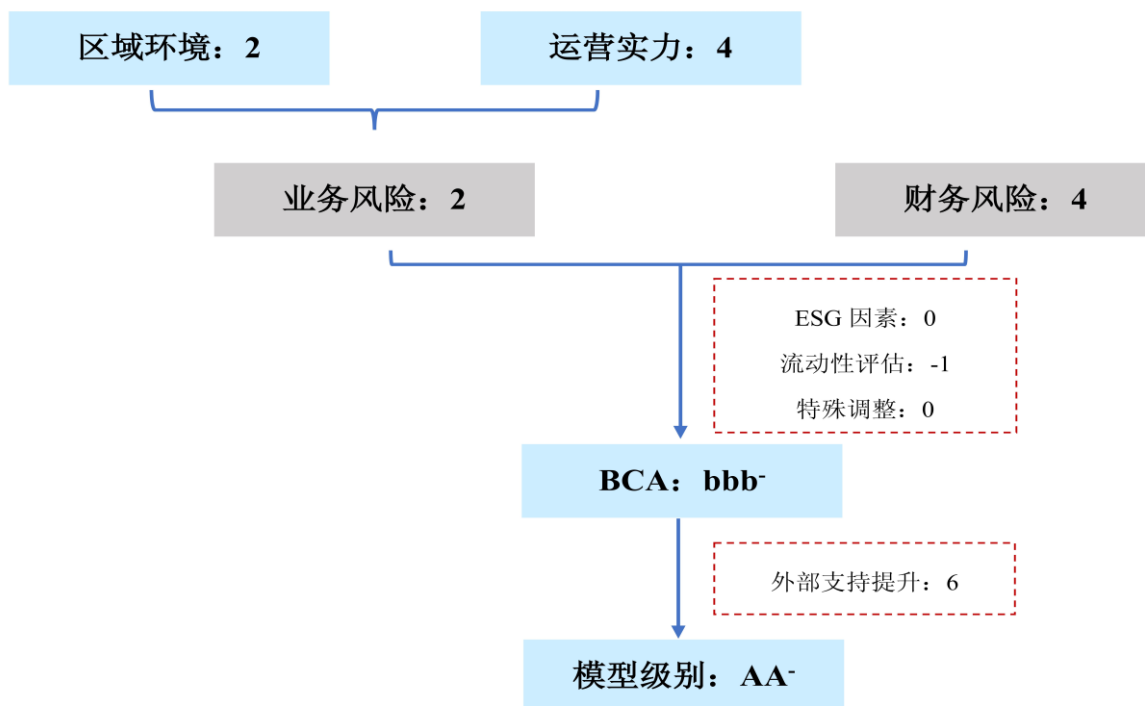 区域环境：2
运营实力：4
业务风险：2
财务风险：4
ESG 因素：0
流动性评估：-1
特殊调整：0
BCA：bbb-
外部支持提升：6
模型级别：AA-